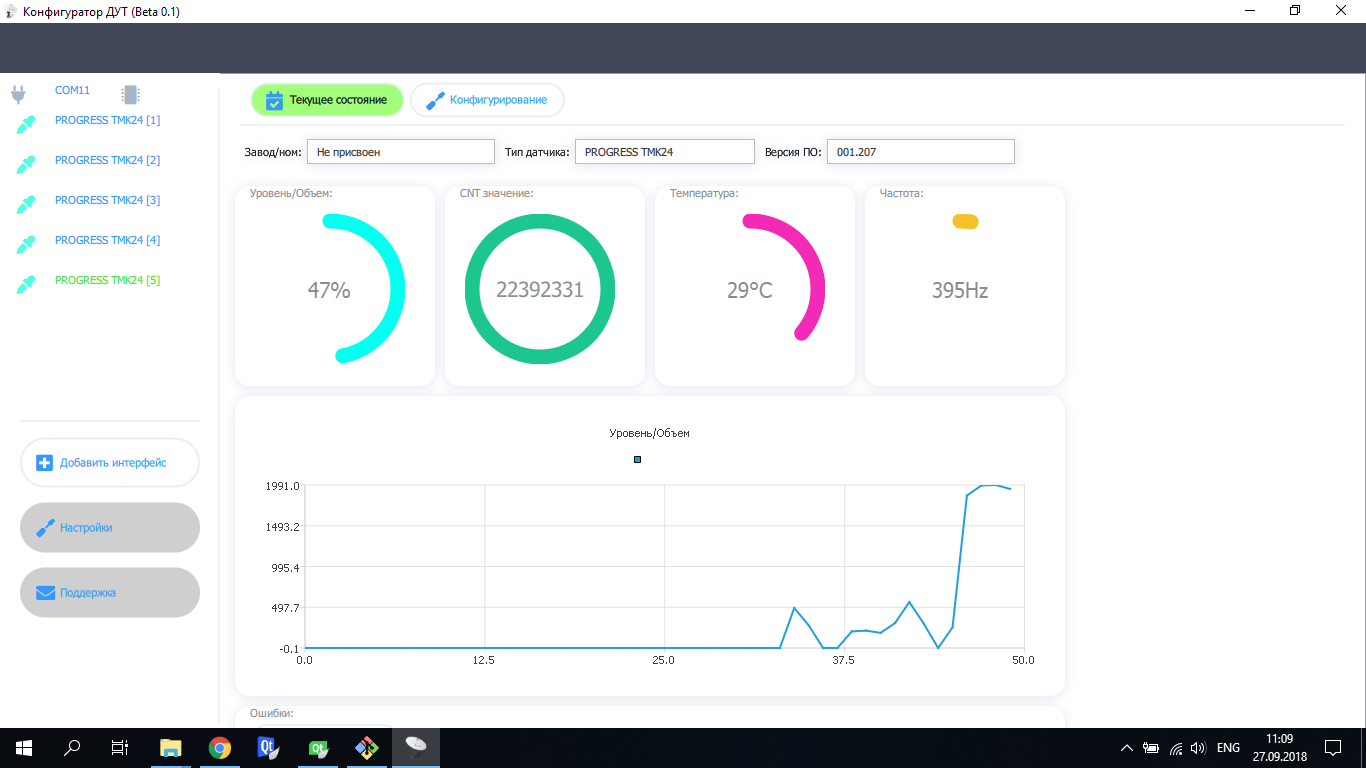 Конфигуратор ДУТ (Beta 0.1)
COM11
PROGRESS TMK24 [1]
PROGRESS TMK24 [2]
PROGRESS TMK24 [3]
PROGRESS TMK24 [4]
PROGRESS TMK24 [5]
Добавить интерфейс
Настройки
Поддержка
Текущее состояние
Конфигурирование
Завод/ном: Не присвоен Тип датчика: PROGRESS TMK24 Версия ПО: 001.207
Уровень/Объем:
47%
CNT значение:
22392331
Температура:
29°C
Частота:
395Hz
Уровень/Объем
1991.0
1493.2
995.4
497.7
-0.1
0.0 12.5 25.0 37.5 50.0
Ошибки:
Qt
Qt
ENG
11:09
27.09.2018